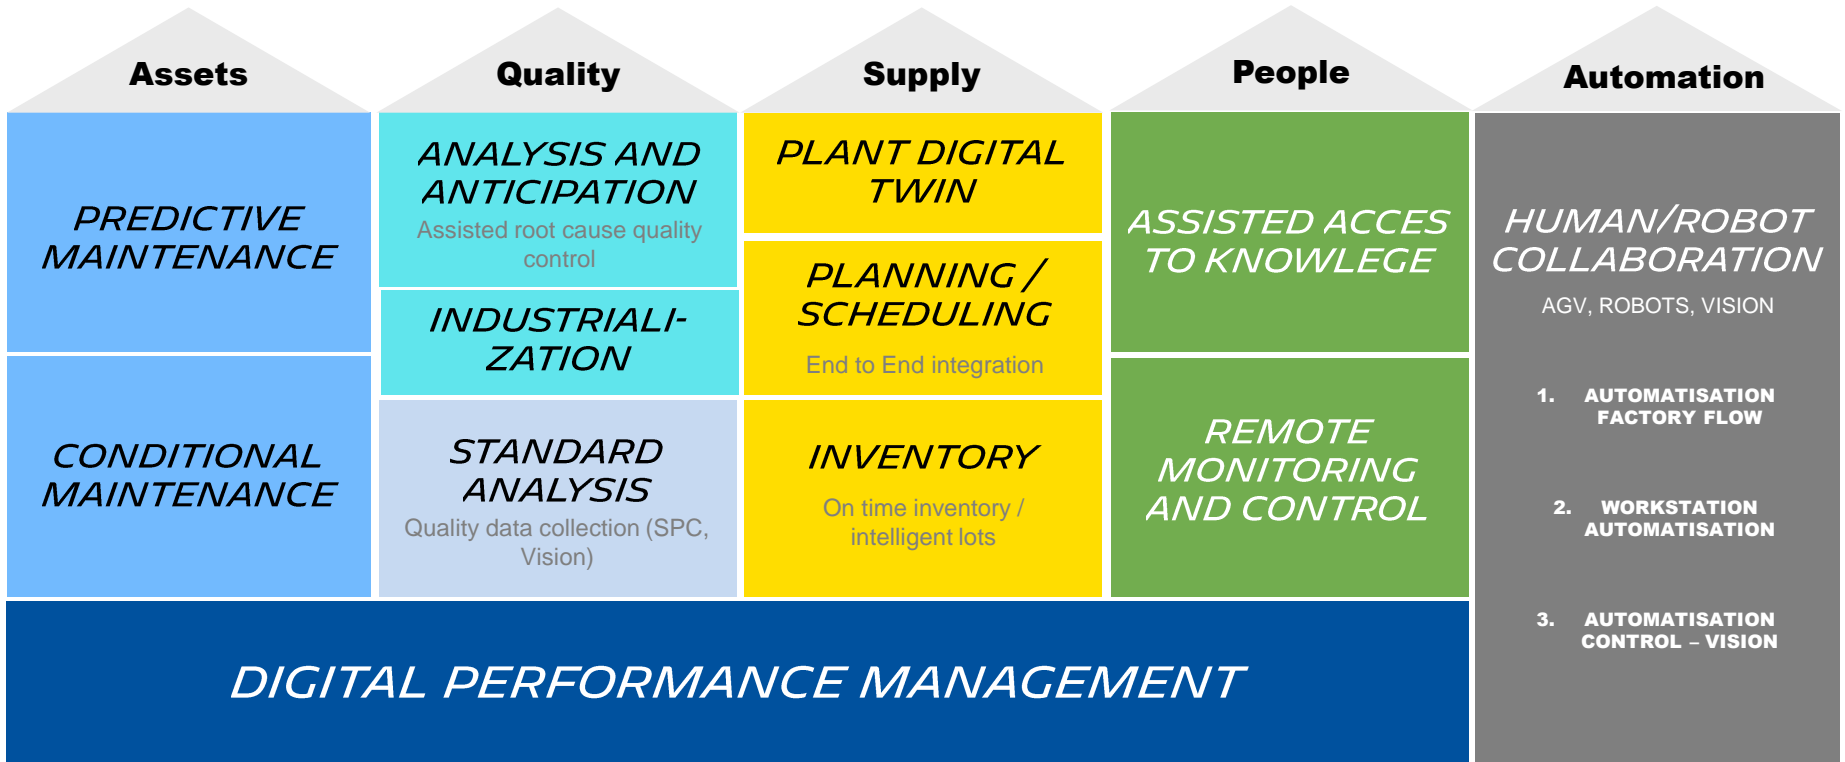 Assets
PREDICTIVE
MAINTENANCE
CONDITIONAL
MAINTENANCE
Quality
ANALYSIS AND
ANTICIPATION
Assisted root cause quality
control
INDUSTRIALI-
ZATION
STANDARD
ANALYSIS
Quality data collection (SPC,
Vision)
Supply
PLANT DIGITAL
TWIN
PLANNING /
SCHEDULING
End to End integration
INVENTORY
On time inventory /
intelligent lots
People
ASSISTED ACCES
TO KNOWLEGE
REMOTE
MONITORING
AND CONTROL
Automation
HUMAN/ROBOT
COLLABORATION
AGV, ROBOTS, VISION
1. AUTOMATISATION
FACTORY FLOW
2. WORKSTATION
AUTOMATISATION
3. AUTOMATISATION
CONTROL – VISION
DIGITAL PERFORMANCE MANAGEMENT